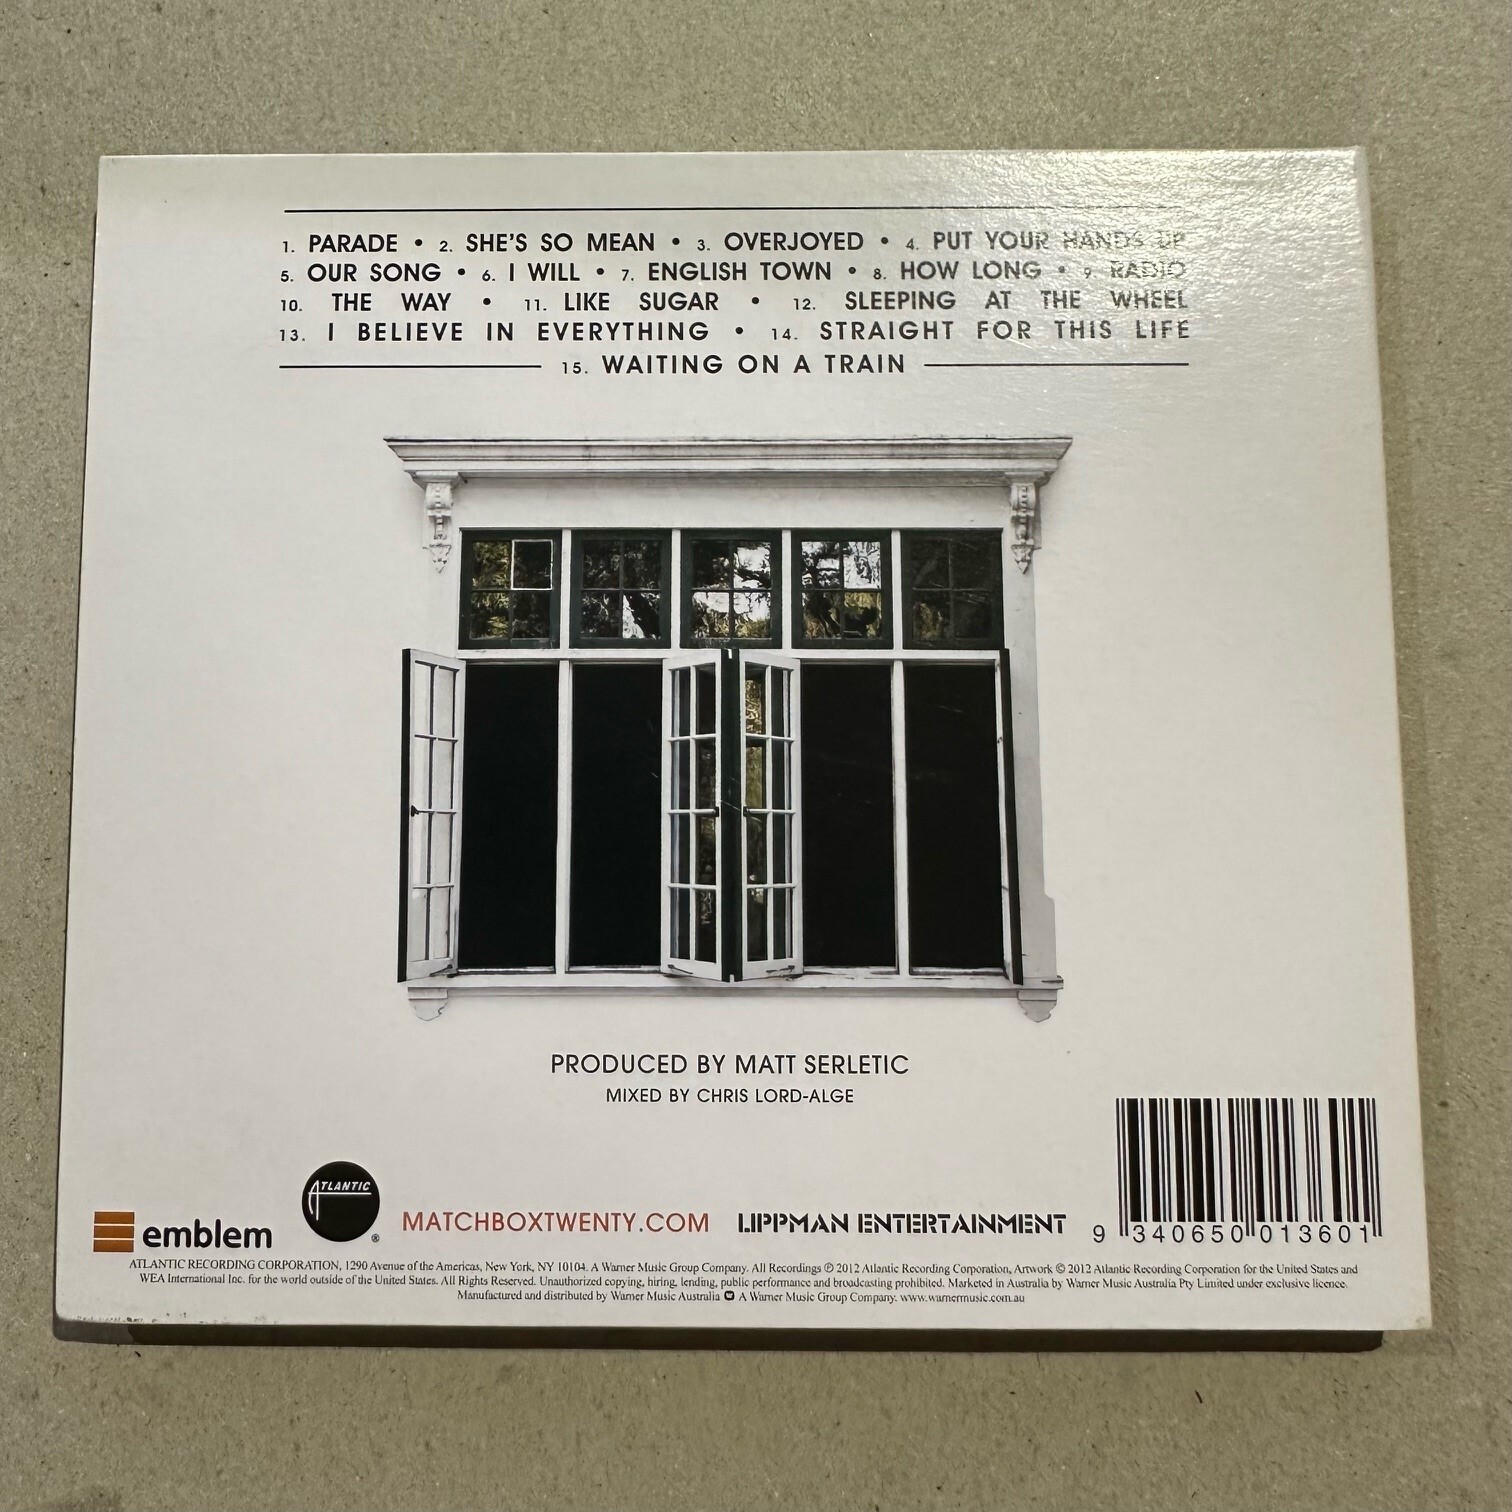 1. PARADE • 2. SHE'S SO MEAN • 3. OVERJOYED • 4. PUT YOUR HANDS UP
5. OUR SONG • 6. I WILL • 7. ENGLISH TOWN • 8. HOW LONG • 9. RADIO
10. THE WAY • 11. LIKE SUGAR • 12. SLEEPING AT THE WHEEL
13. I BELIEVE IN EVERYTHING • 14. STRAIGHT FOR THIS LIFE
15. WAITING ON A TRAIN
PRODUCED BY MATT SERLETIC
MIXED BY CHRIS LORD-ALGE
emblem
ATLANTIC ®
MATCHBOXTWENTY.COM
LIPPMAN ENTERTAINMENT
9 340650 013601
ATLANTIC RECORDING CORPORATION, 1290 Avenue of the Americas, New York, NY 10104. A Warner Music Group Company. All Recordings ℗ 2012 Atlantic Recording Corporation, Artwork © 2012 Atlantic Recording Corporation for the United States and
WEA International Inc. for the world outside of the United States. All Rights Reserved. Unauthorized copying, hiring, lending, public performance and broadcasting prohibited. Marketed in Australia by Warner Music Australia Pty Limited under exclusive licence.
Manufactured and distributed by Warner Music Australia A Warner Music Group Company. www.warnermusic.com.au